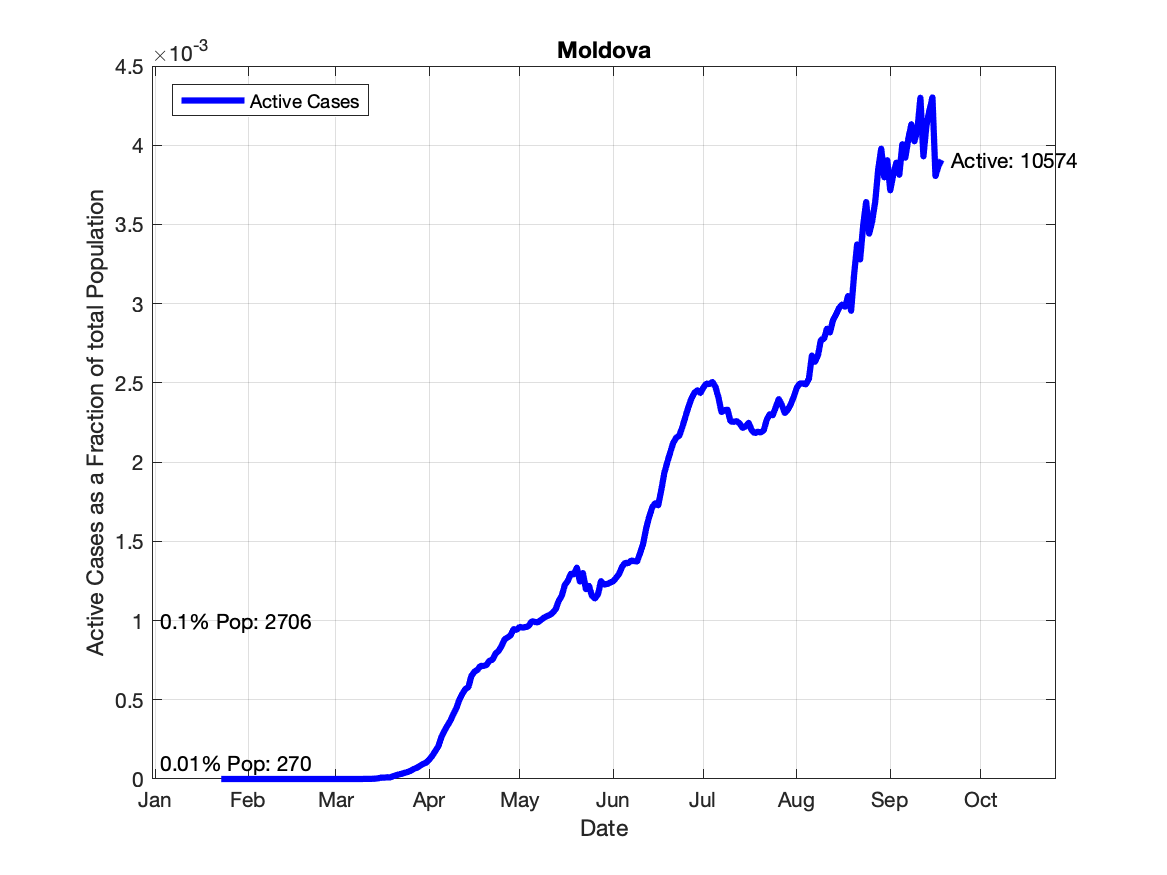 Moldova
×10-3
4.5
4
3.5
3
2.5
2
1.5
1
0.5
0
Active Cases
Active: 10574
0.1% Pop: 2706
0.01% Pop: 270
Active Cases as a Fraction of total Population
Jan Feb Mar Apr May Jun Jul Aug Sep Oct
Date